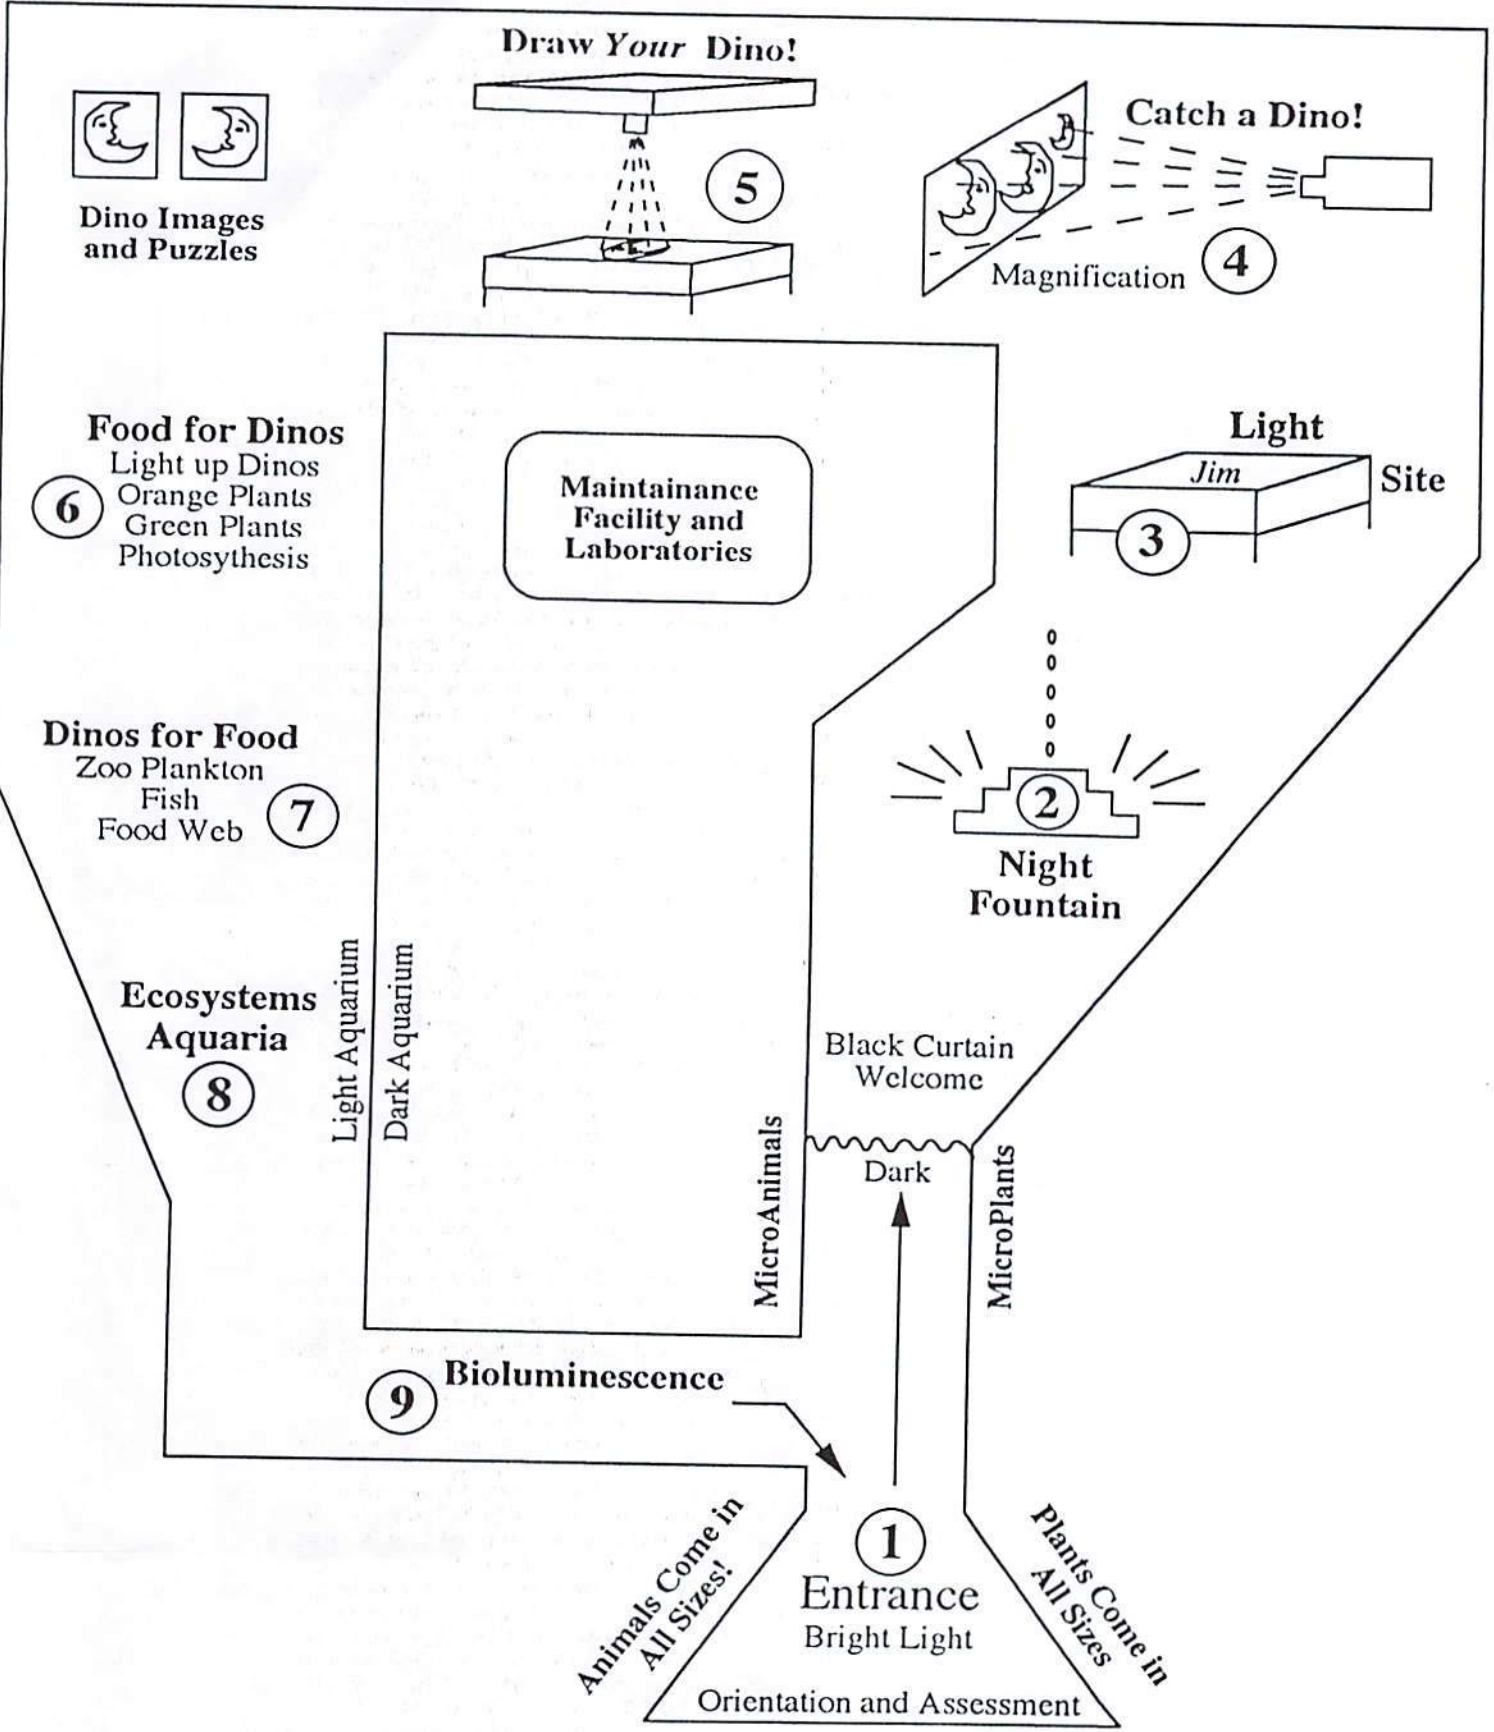 Draw Your Dino!
Catch a Dino!
5
4
Magnification
Dino Images
and Puzzles
Food for Dinos
Light up Dinos
6
Orange Plants
Green Plants
Photosythesis
Maintainance
Facility and
Laboratories
Light
Jim
Site
3
Dinos for Food
Zoo Plankton
Fish
7
Food Web
2
Night
Fountain
Ecosystems
Aquaria
8
Light Aquarium
Dark Aquarium
Black Curtain
Welcome
Dark
MicroAnimals
MicroPlants
9
Bioluminescence
Animals Come in
All Sizes!
1
Entrance
Bright Light
Plants Come in
All Sizes
Orientation and Assessment